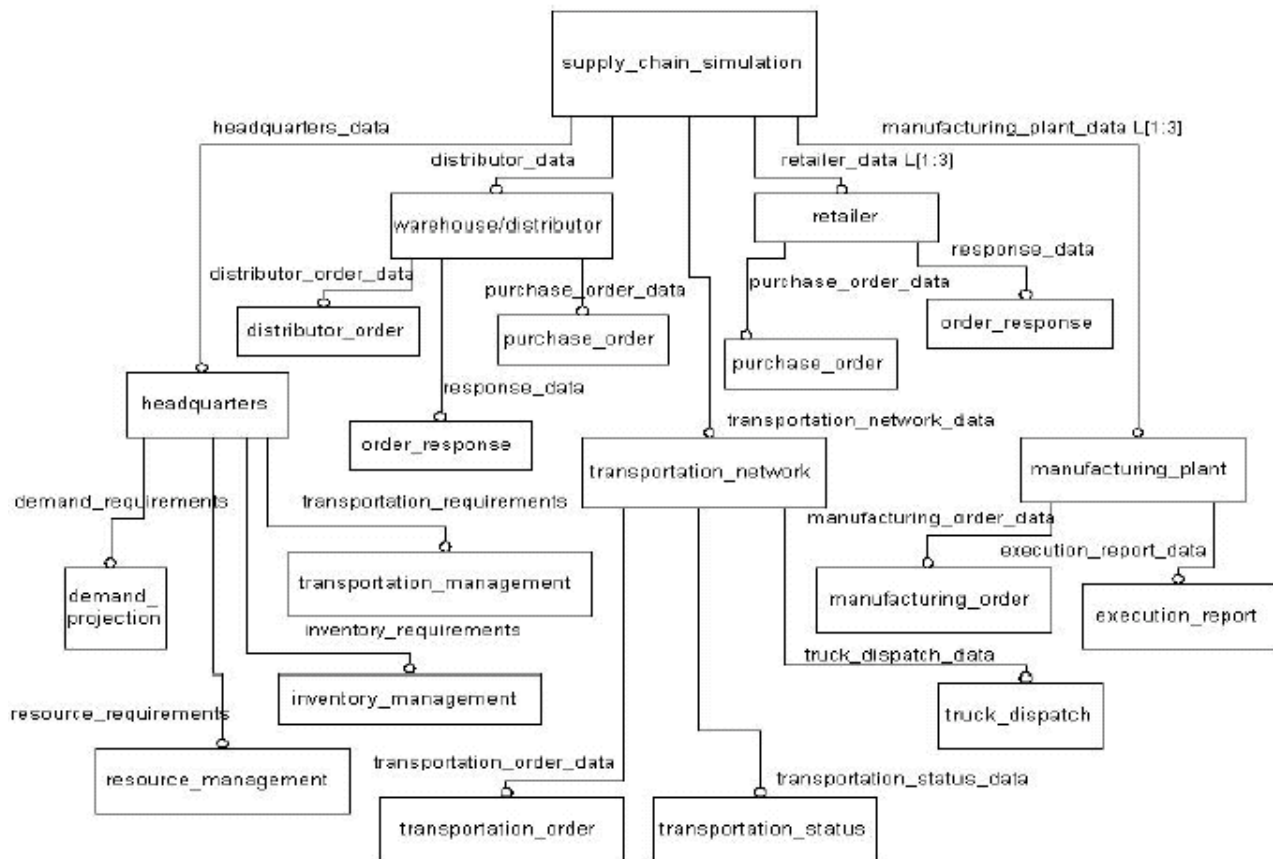 supply_chain_simulation
headquarters_data
manufacturing_plant_data L[1:3]
distributor_data
retailer_data L[1:3]
warehouse/distributor
retailer
response_data
distributor_order_data
purchase_order_data
purchase_order_data
distributor_order
purchase_order
order_response
purchase_order
response_data
headquarters
order_response
transportation_network_data
transportation_network
manufacturing_plant
demand_requirements
transportation_requirements
manufacturing_order_data
execution_report_data
demand_
projection
transportation_management
manufacturing_order
execution_report
inventory_requirements
truck_dispatch_data
inventory_management
truck_dispatch
resource_requirements
resource_management
transportation_order_data
transportation_status_data
transportation_order
transportation_status